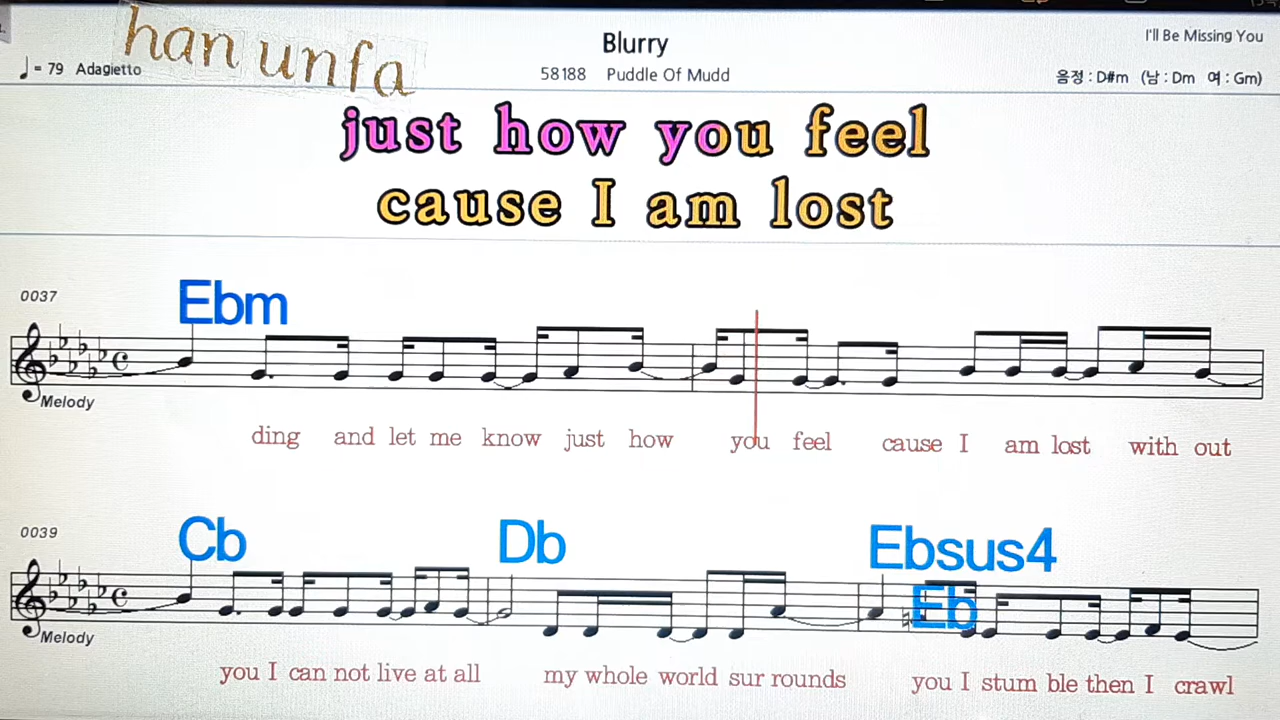 han unfa
Blurry
I'll Be Missing You
♩ = 79 Adagietto
58188 Puddle Of Mudd
음정 : D#m (남 : Dm 여 : Gm)
just how you feel
cause I am lost
0037
Ebm
Melody
ding and let me know just how you feel cause I am lost with out
0039
Cb Db Ebsus4
Eb
Melody
you I can not live at all my whole world sur rounds you I stum ble then I crawl